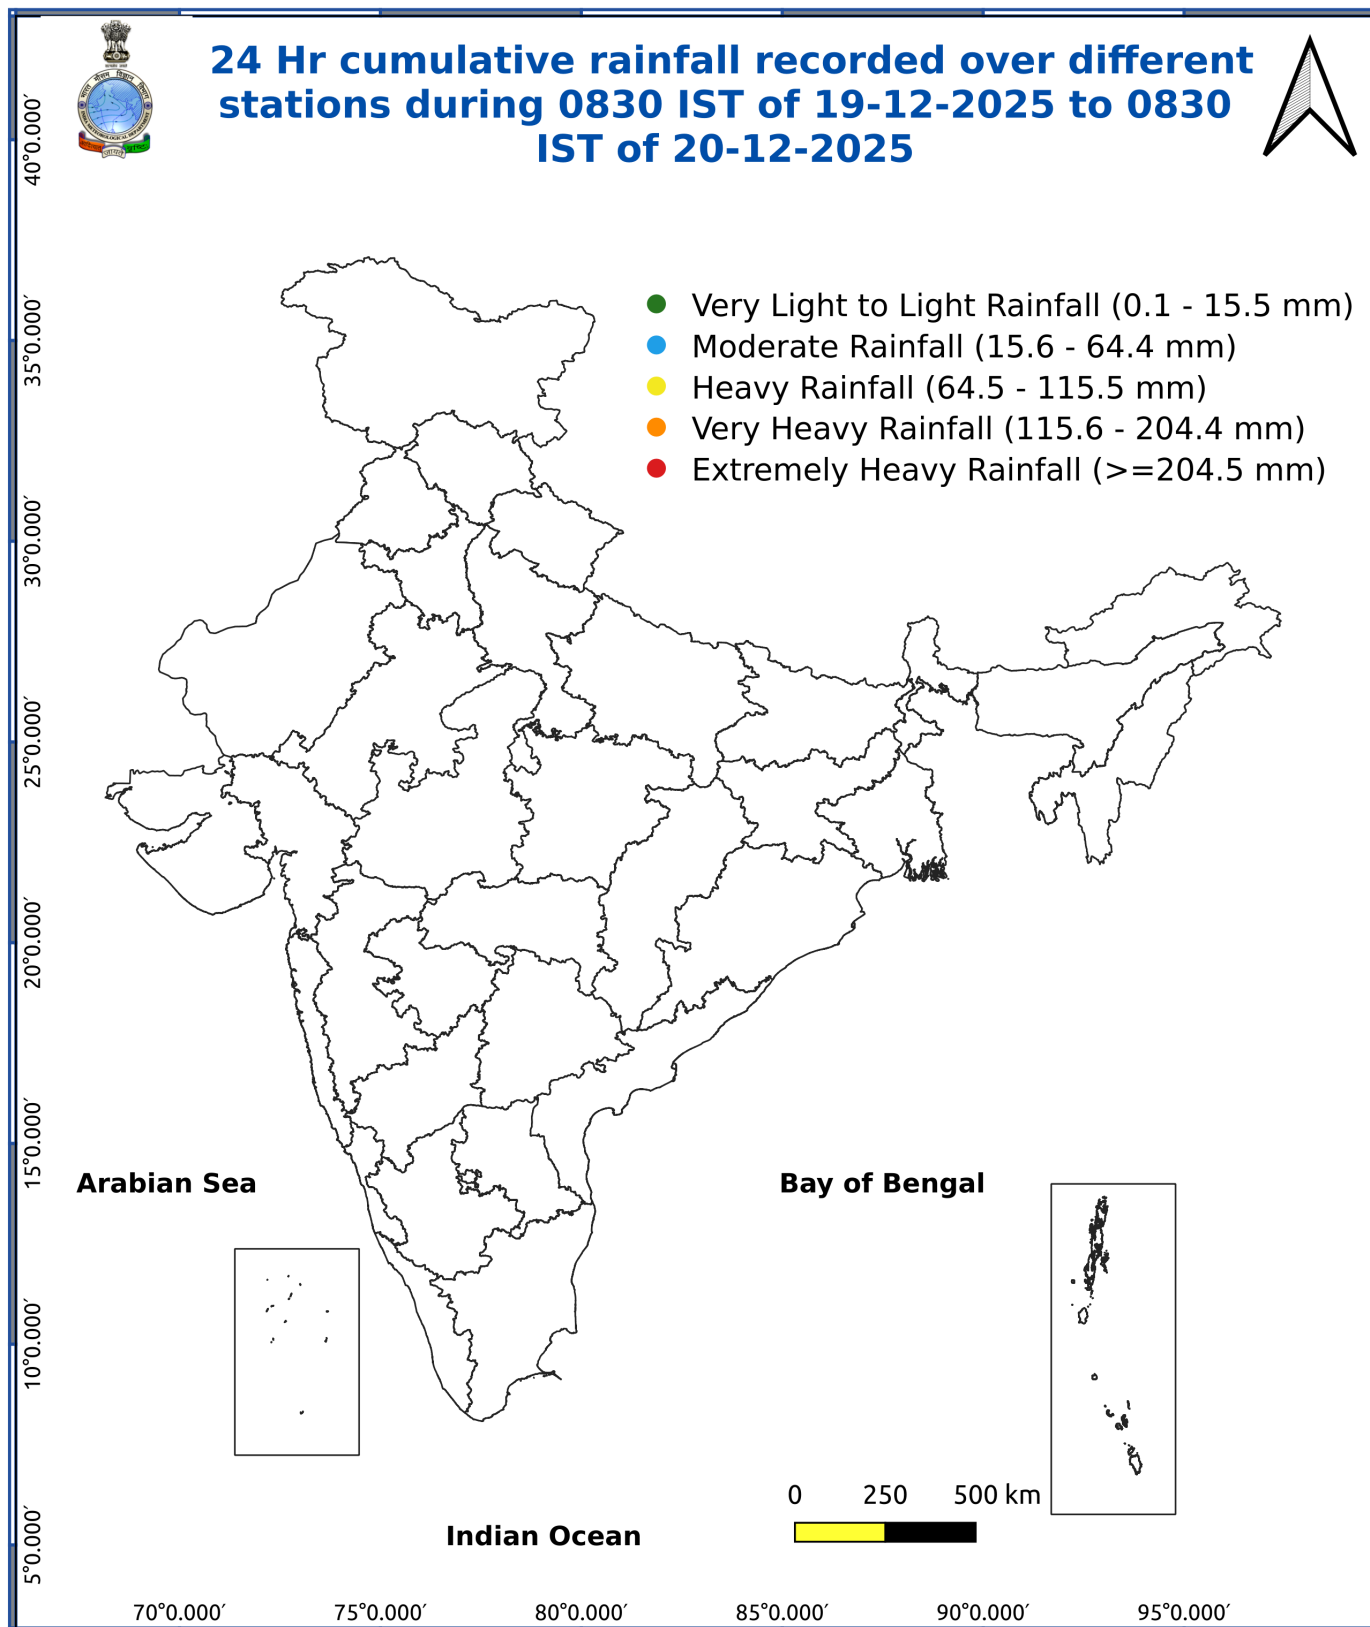 24 Hr cumulative rainfall recorded over different
stations during 0830 IST of 19-12-2025 to 0830
IST of 20-12-2025
Very Light to Light Rainfall (0.1 - 15.5 mm)
Moderate Rainfall (15.6 - 64.4 mm)
Heavy Rainfall (64.5 - 115.5 mm)
Very Heavy Rainfall (115.6 - 204.4 mm)
Extremely Heavy Rainfall (>=204.5 mm)
40°0.000′
35°0.000′
30°0.000′
25°0.000′
20°0.000′
15°0.000′
10°0.000′
5°0.000′
Arabian Sea
Bay of Bengal
Indian Ocean
0 250 500 km
70°0.000′ 75°0.000′ 80°0.000′ 85°0.000′ 90°0.000′ 95°0.000′